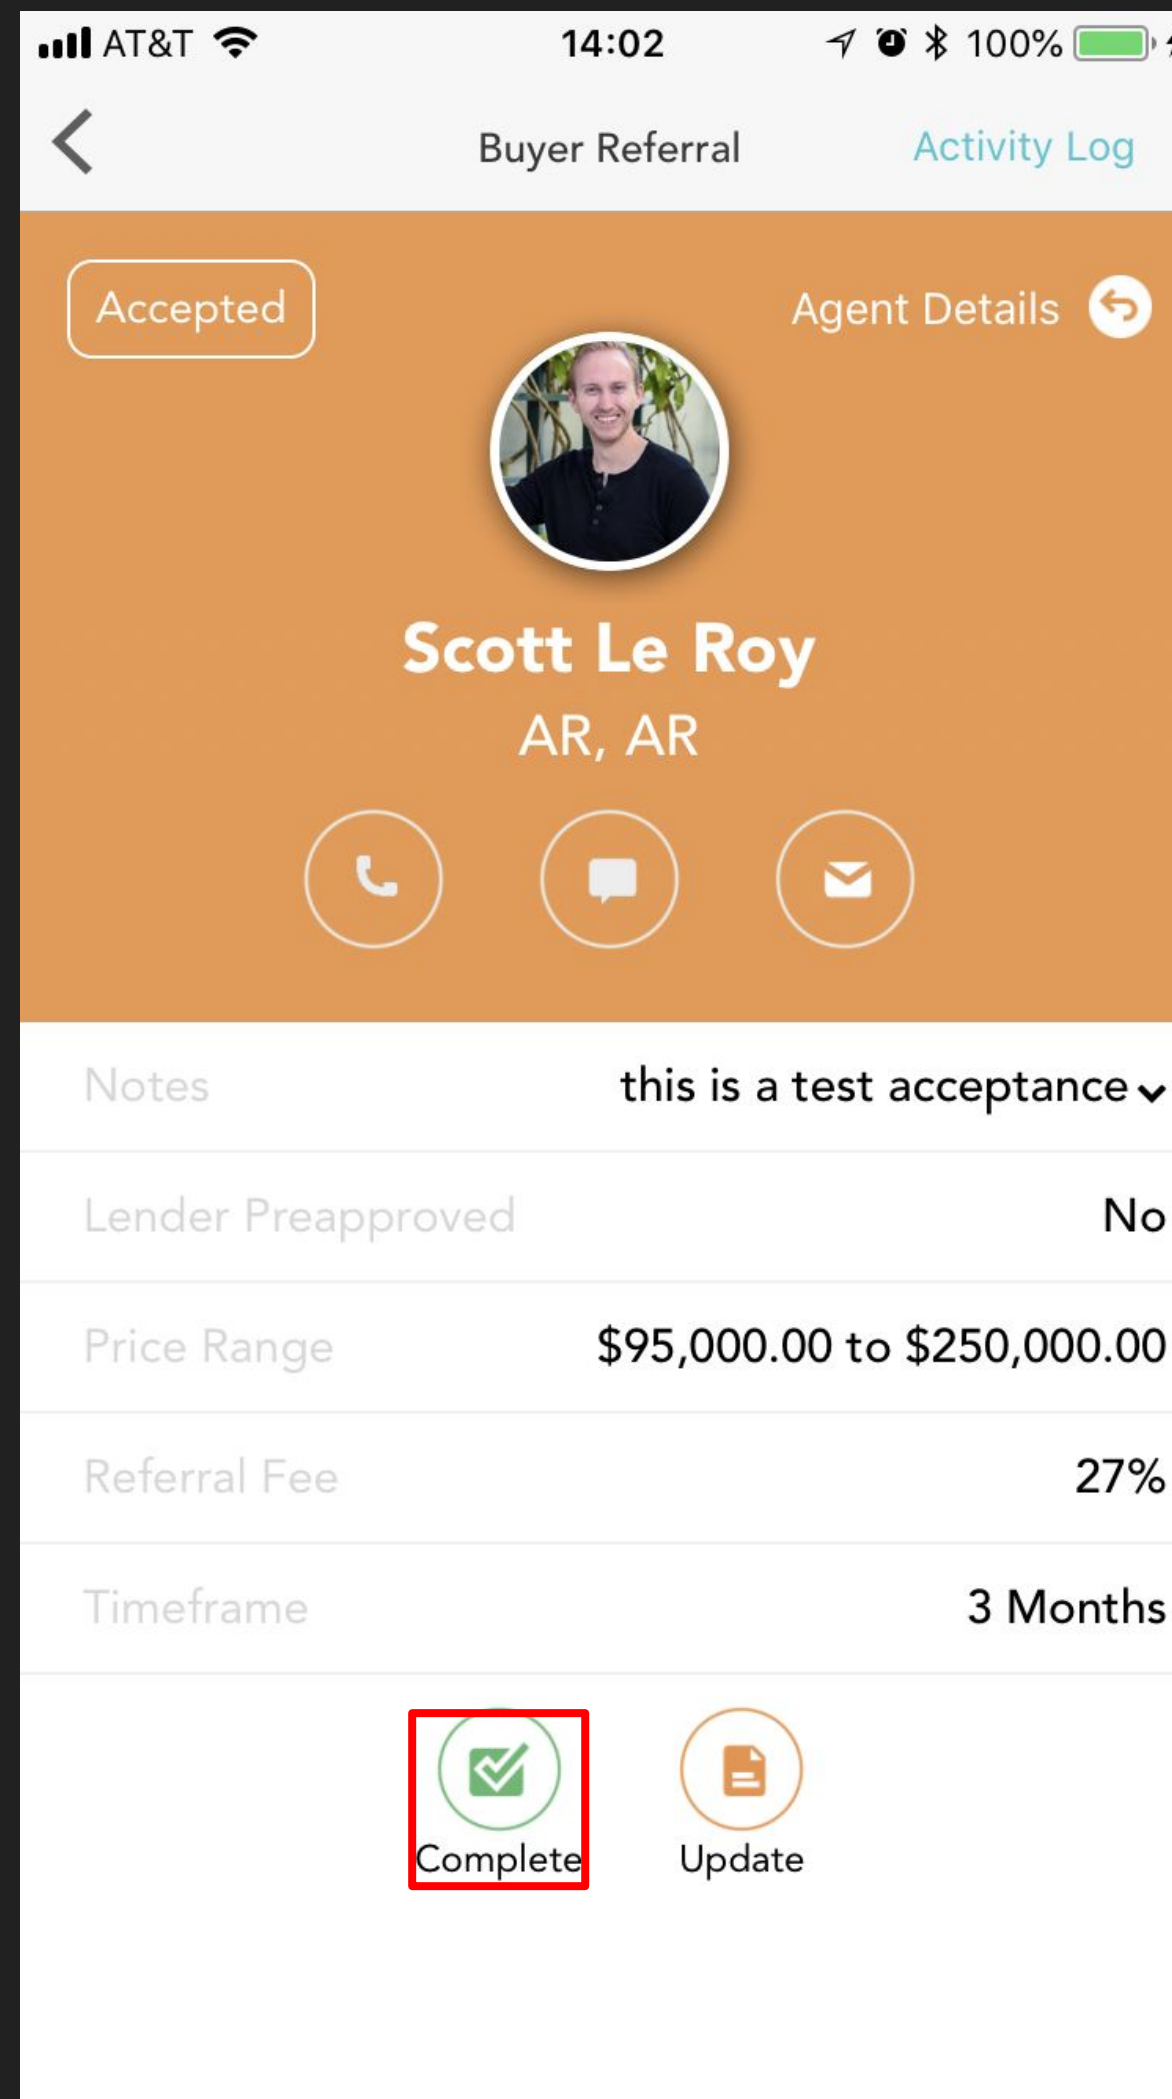 AT&T 14:02 100%
Buyer Referral Activity Log
Accepted Agent Details
Scott Le Roy
AR, AR
Notes this is a test acceptance
Lender Preapproved No
Price Range $95,000.00 to $250,000.00
Referral Fee 27%
Timeframe 3 Months
Complete Update